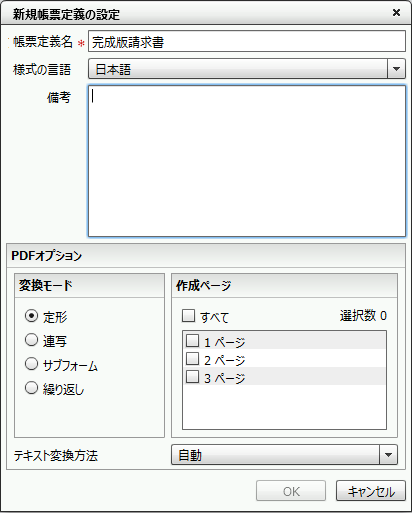 新規帳票定義の設定 ×
帳票定義名 * 完成版請求書
様式の言語 日本語
備考
PDFオプション
変換モード
定形
連写
サブフォーム
繰り返し
作成ページ
すべて 選択数 0
1 ページ
2 ページ
3 ページ
テキスト変換方法 自動
OK キャンセル